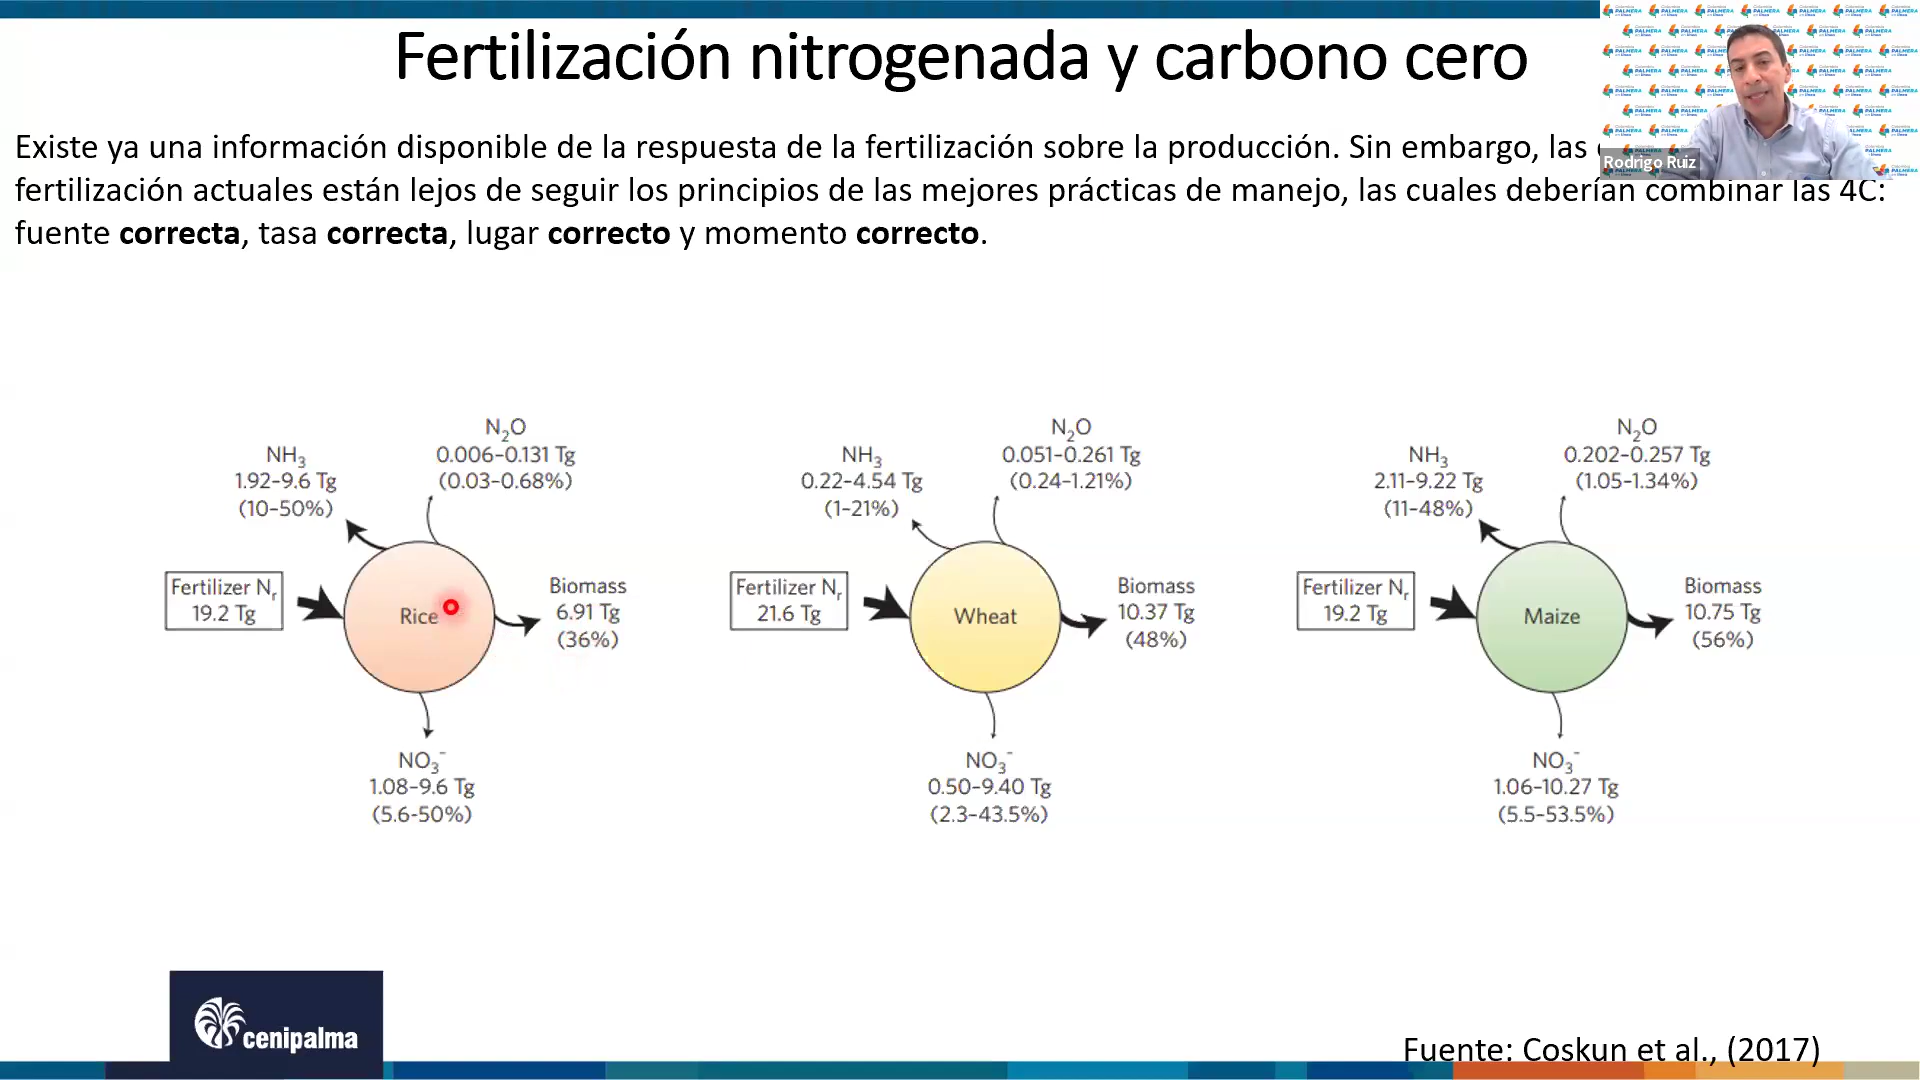 Fertilización nitrogenada y carbono cero
Existe ya una información disponible de la respuesta de la fertilización sobre la producción. Sin embargo, las
fertilización actuales están lejos de seguir los principios de las mejores prácticas de manejo, las cuales deberían combinar las 4C:
fuente correcta, tasa correcta, lugar correcto y momento correcto.
Rodrigo Ruiz
N₂O
0.006–0.131 Tg
(0.03–0.68%)
NH₃
1.92–9.6 Tg
(10–50%)
Fertilizer Nᵣ
19.2 Tg
Rice
Biomass
6.91 Tg
(36%)
NO₃⁻
1.08–9.6 Tg
(5.6-50%)
N₂O
0.051–0.261 Tg
(0.24–1.21%)
NH₃
0.22–4.54 Tg
(1–21%)
Fertilizer Nᵣ
21.6 Tg
Wheat
Biomass
10.37 Tg
(48%)
NO₃⁻
0.50–9.40 Tg
(2.3–43.5%)
N₂O
0.202–0.257 Tg
(1.05–1.34%)
NH₃
2.11–9.22 Tg
(11–48%)
Fertilizer Nᵣ
19.2 Tg
Maize
Biomass
10.75 Tg
(56%)
NO₃⁻
1.06–10.27 Tg
(5.5–53.5%)
cenipalma
Fuente: Coskun et al., (2017)